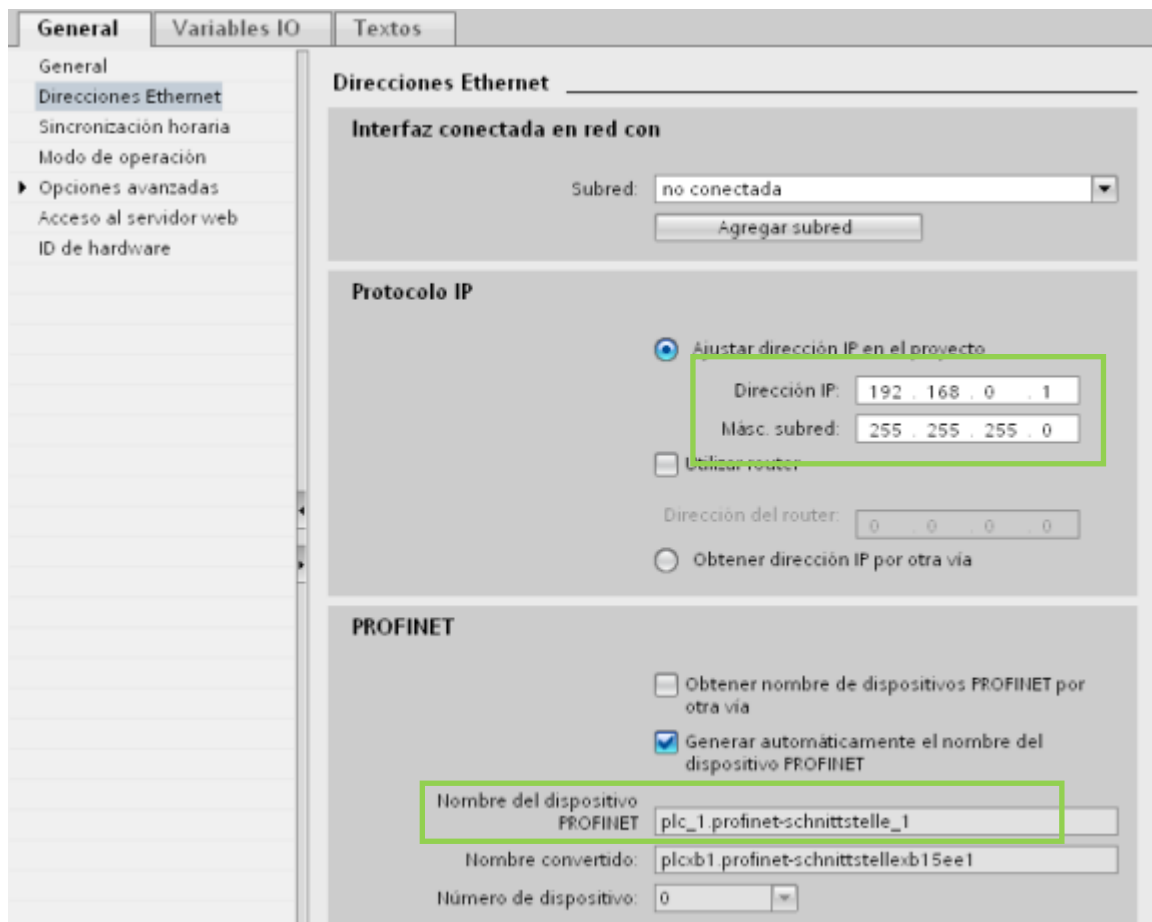 General Variables IO Textos
General
Direcciones Ethernet
Sincronización horaria
Modo de operación
Opciones avanzadas
Acceso al servidor web
ID de hardware
Direcciones Ethernet
Interfaz conectada en red con
Subred: no conectada
Agregar subred
Protocolo IP
Ajustar dirección IP en el proyecto
Dirección IP: 192 . 168 . 0 . 1
Másc. subred: 255 . 255 . 255 . 0
Utilizar router
Dirección del router: 0 . 0 . 0 . 0
Obtener dirección IP por otra vía
PROFINET
Obtener nombre de dispositivos PROFINET por
otra vía
Generar automáticamente el nombre del
dispositivo PROFINET
Nombre del dispositivo
PROFINET plc_1.profinet-schnittstelle_1
Nombre convertido: plcxb1.profinet-schnittstellexb15ee1
Número de dispositivo: 0